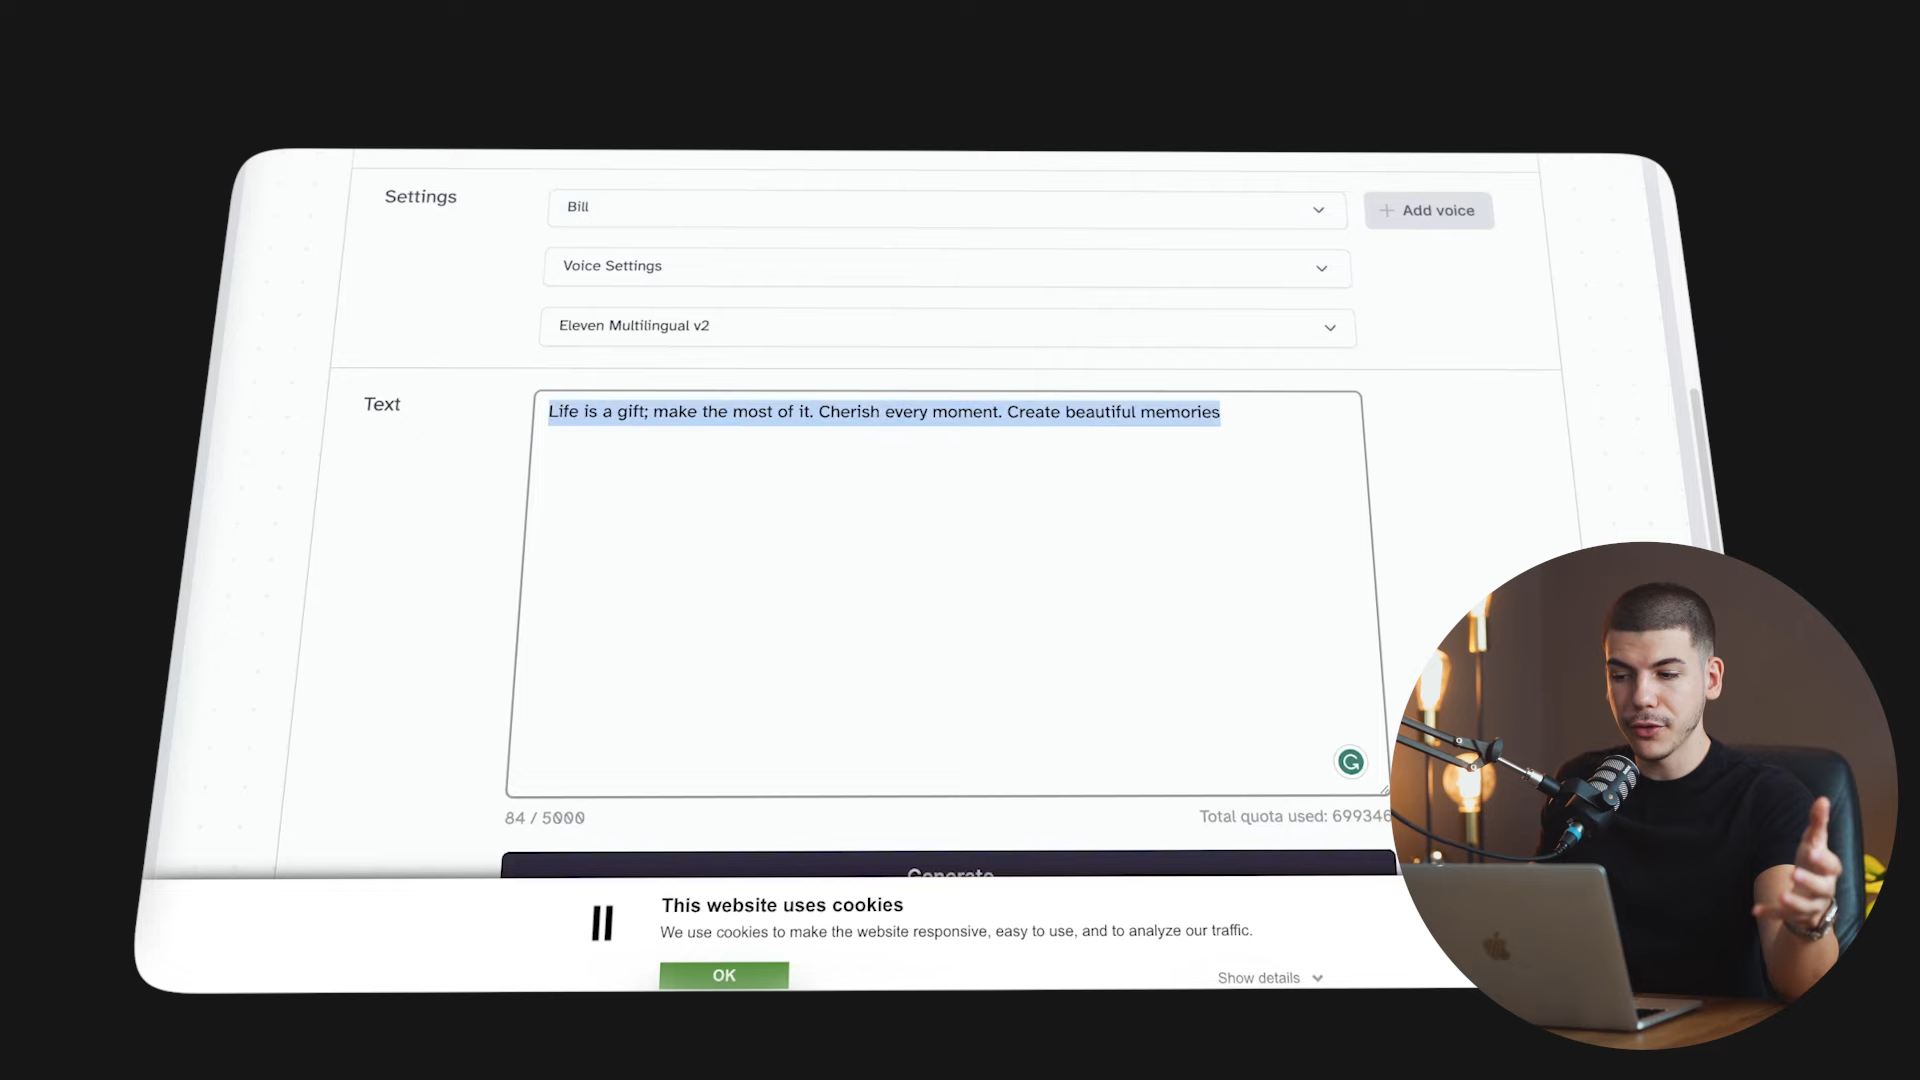 Settings
Bill
+ Add voice
Voice Settings
Eleven Multilingual v2
Text
Life is a gift; make the most of it. Cherish every moment. Create beautiful memories
84 / 5000
Total quota used: 699346
Generate
This website uses cookies
We use cookies to make the website responsive, easy to use, and to analyze our traffic.
OK
Show details